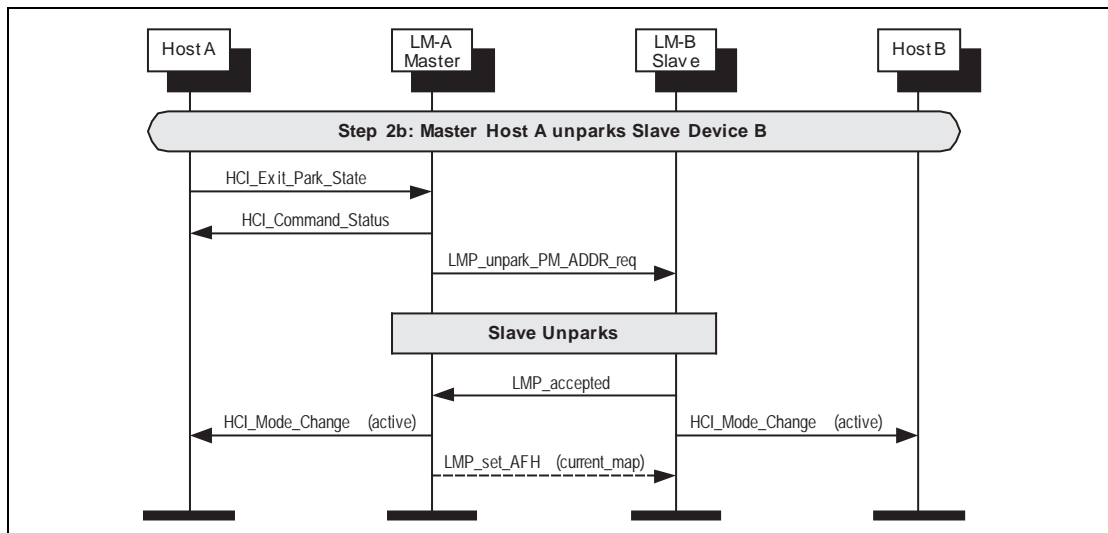 Host A
LM-A
Master
LM-B
Slave
Host B
Step 2b: Master Host A unparks Slave Device B
HCI_Exit_Park_State
HCI_Command_Status
LMP_unpark_PM_ADDR_req
Slave Unparks
LMP_accepted
HCI_Mode_Change (active)
HCI_Mode_Change (active)
LMP_set_AFH (current_map)